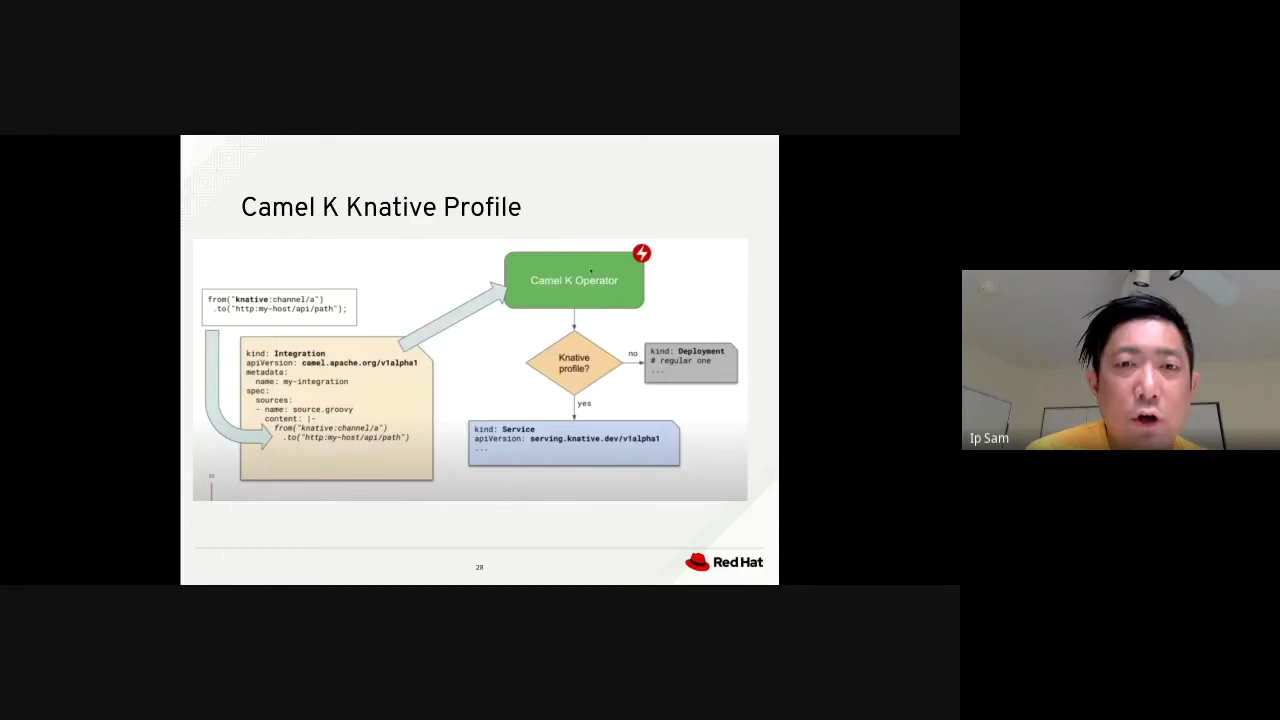 Camel K Knative Profile
from("knative:channel/a")
.to("http:my-host/api/path");
kind: Integration
apiVersion: camel.apache.org/v1alpha1
metadata:
name: my-integration
spec:
sources:
- name: source.groovy
content: |-
from("knative:channel/a")
.to("http:my-host/api/path")
Camel K Operator
Knative
profile?
no
kind: Deployment
# regular one
...
yes
kind: Service
apiVersion: serving.knative.dev/v1alpha1
...
28
Red Hat
Ip Sam